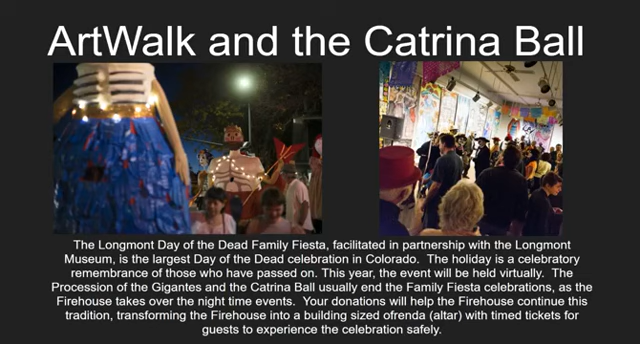 ArtWalk and the Catrina Ball
The Longmont Day of the Dead Family Fiesta, facilitated in partnership with the Longmont
Museum, is the largest Day of the Dead celebration in Colorado.  The holiday is a celebratory
remembrance of those who have passed on. This year, the event will be held virtually.  The
Procession of the Gigantes and the Catrina Ball usually end the Family Fiesta celebrations, as the
Firehouse takes over the night time events.  Your donations will help the Firehouse continue this
tradition, transforming the Firehouse into a building sized ofrenda (altar) with timed tickets for
guests to experience the celebration safely.